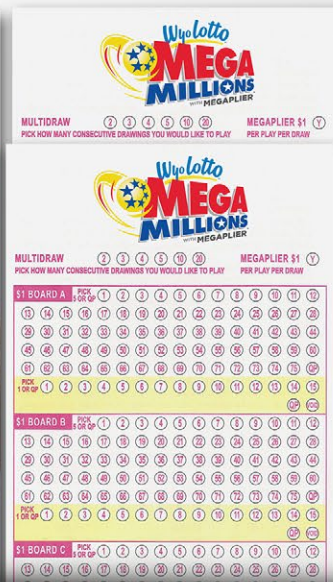 Wyo lotto
MEGA
MILLIONS
WITH MEGAPLIER
MULTIDRAW 2 3 4 5 10 20 MEGAPLIER $1 Y
PICK HOW MANY CONSECUTIVE DRAWINGS YOU WOULD LIKE TO PLAY PER PLAY PER DRAW
Wyo lotto
MEGA
MILLIONS
WITH MEGAPLIER
MULTIDRAW 2 3 4 5 10 20 MEGAPLIER $1 Y
PICK HOW MANY CONSECUTIVE DRAWINGS YOU WOULD LIKE TO PLAY PER PLAY PER DRAW
$1 BOARD A PICK 5 OR QP 1 2 3 4 5 6 7 8 9 10 11 12
13 14 15 16 17 18 19 20 21 22 23 24 25 26 27 28
29 30 31 32 33 34 35 36 37 38 39 40 41 42 43 44
45 46 47 48 49 50 51 52 53 54 55 56 57 58 59 60
61 62 63 64 65 66 67 68 69 70 71 72 73 74 75 QP
PICK 1 OR QP 1 2 3 4 5 6 7 8 9 10 11 12 13 14 15
QP VOID
$1 BOARD B PICK 5 OR QP 1 2 3 4 5 6 7 8 9 10 11 12
13 14 15 16 17 18 19 20 21 22 23 24 25 26 27 28
29 30 31 32 33 34 35 36 37 38 39 40 41 42 43 44
45 46 47 48 49 50 51 52 53 54 55 56 57 58 59 60
61 62 63 64 65 66 67 68 69 70 71 72 73 74 75 QP
PICK 1 OR QP 1 2 3 4 5 6 7 8 9 10 11 12 13 14 15
QP VOID
$1 BOARD C PICK 5 OR QP 1 2 3 4 5 6 7 8 9 10 11 12
13 14 15 16 17 18 19 20 21 22 23 24 25 26 27 28